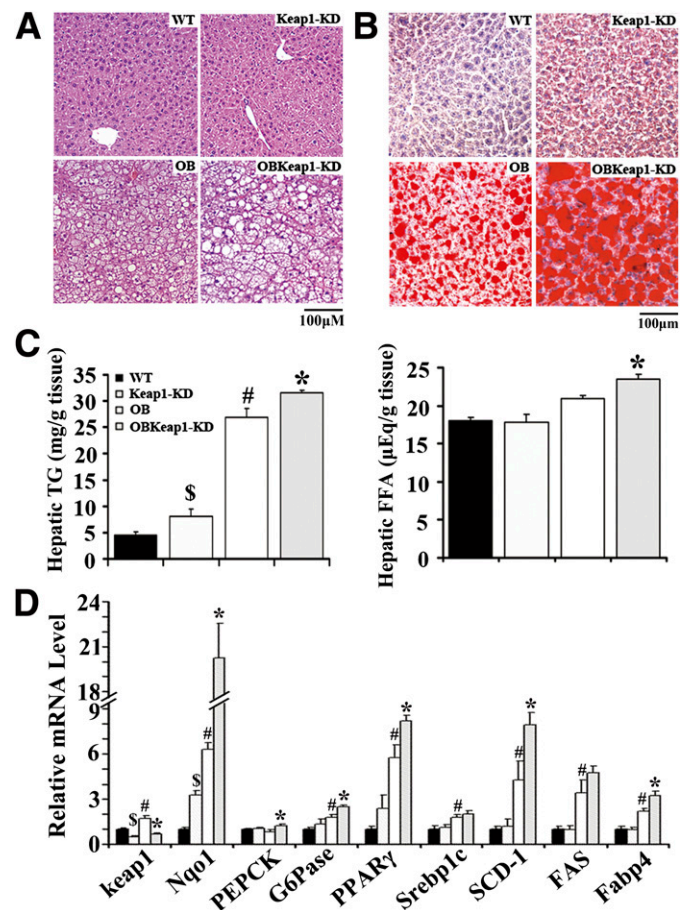 A
WT
Keap1-KD
OB
OBKeap1-KD
100µM
B
WT
Keap1-KD
OB
OBKeap1-KD
100µm
C
Hepatic TG (mg/g tissue)
35
30
25
20
15
10
5
0
WT
Keap1-KD
OB
OBKeap1-KD
$
#
*
Hepatic FFA (µEq/g tissue)
25
20
15
10
5
0
*
D
Relative mRNA Level
24
21
18
9
6
3
0
$ # *
$ # *
*
# *
# *
#
# *
#
# *
keap1
Nqo1
PEPCK
G6Pase
PPARγ
Srebp1c
SCD-1
FAS
Fabp4